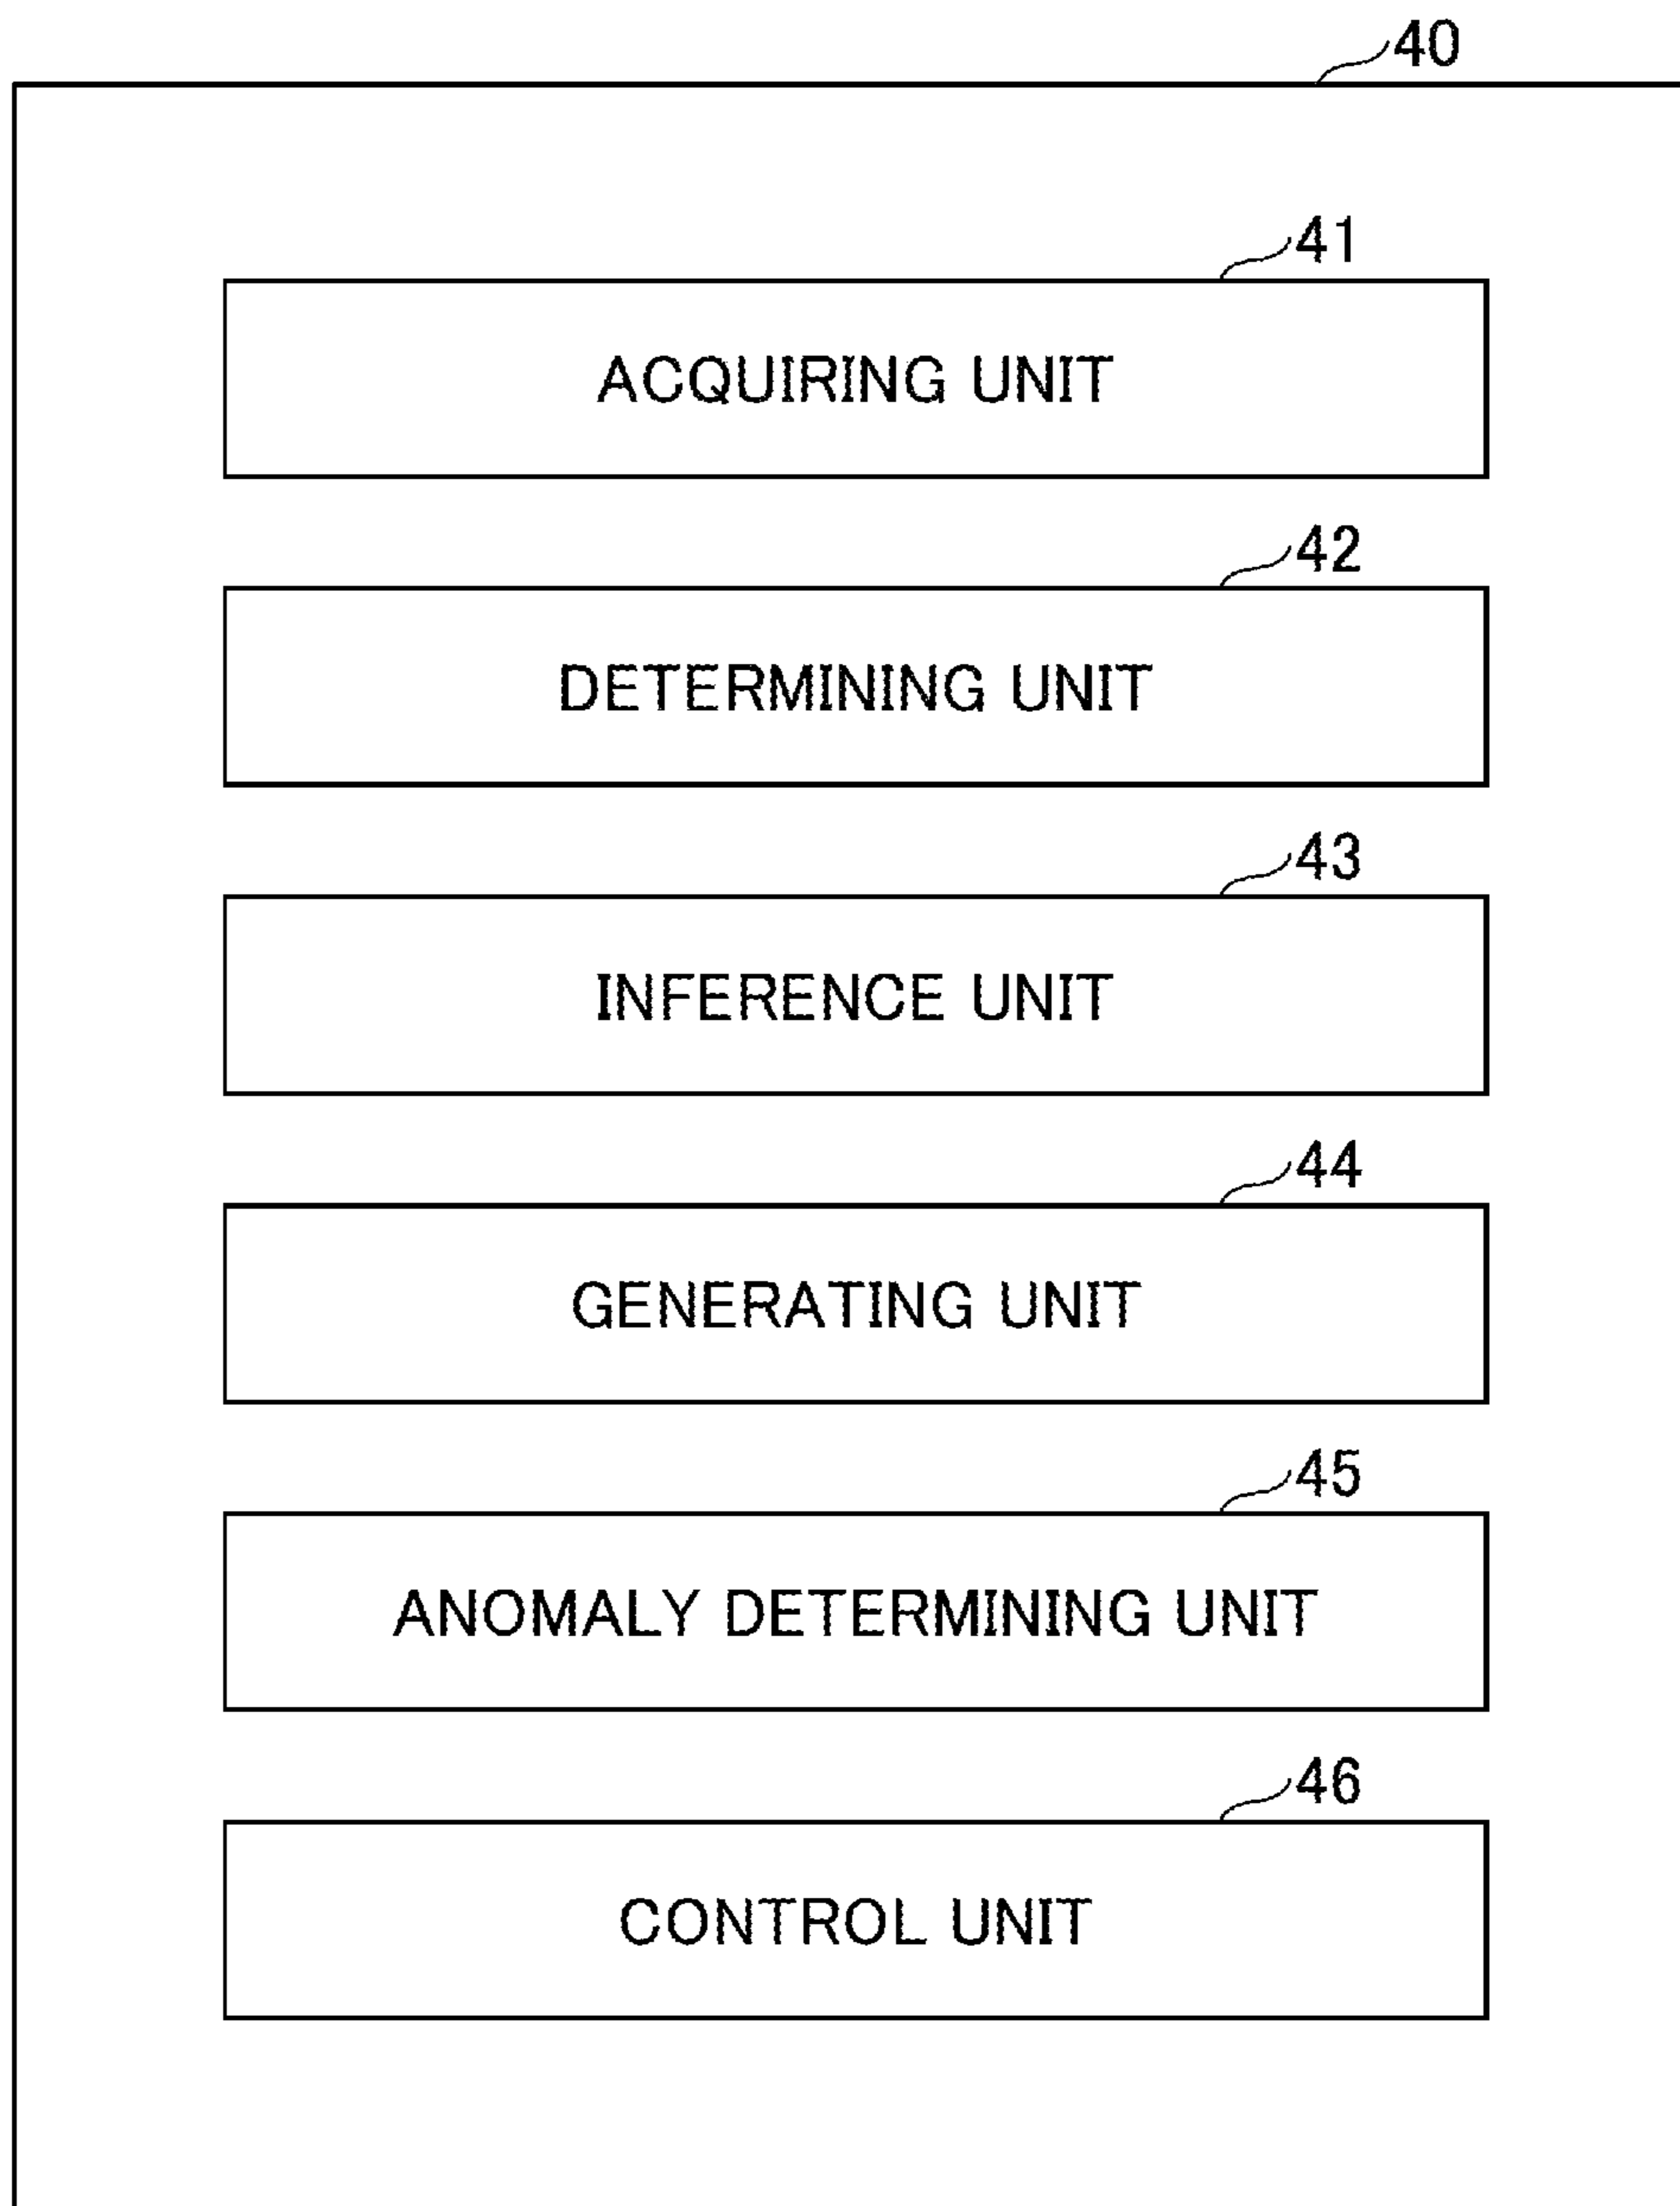 40
41
ACQUIRING UNIT
42
DETERMINING UNIT
43
INFERENCE UNIT
44
GENERATING UNIT
45
ANOMALY DETERMINING UNIT
46
CONTROL UNIT